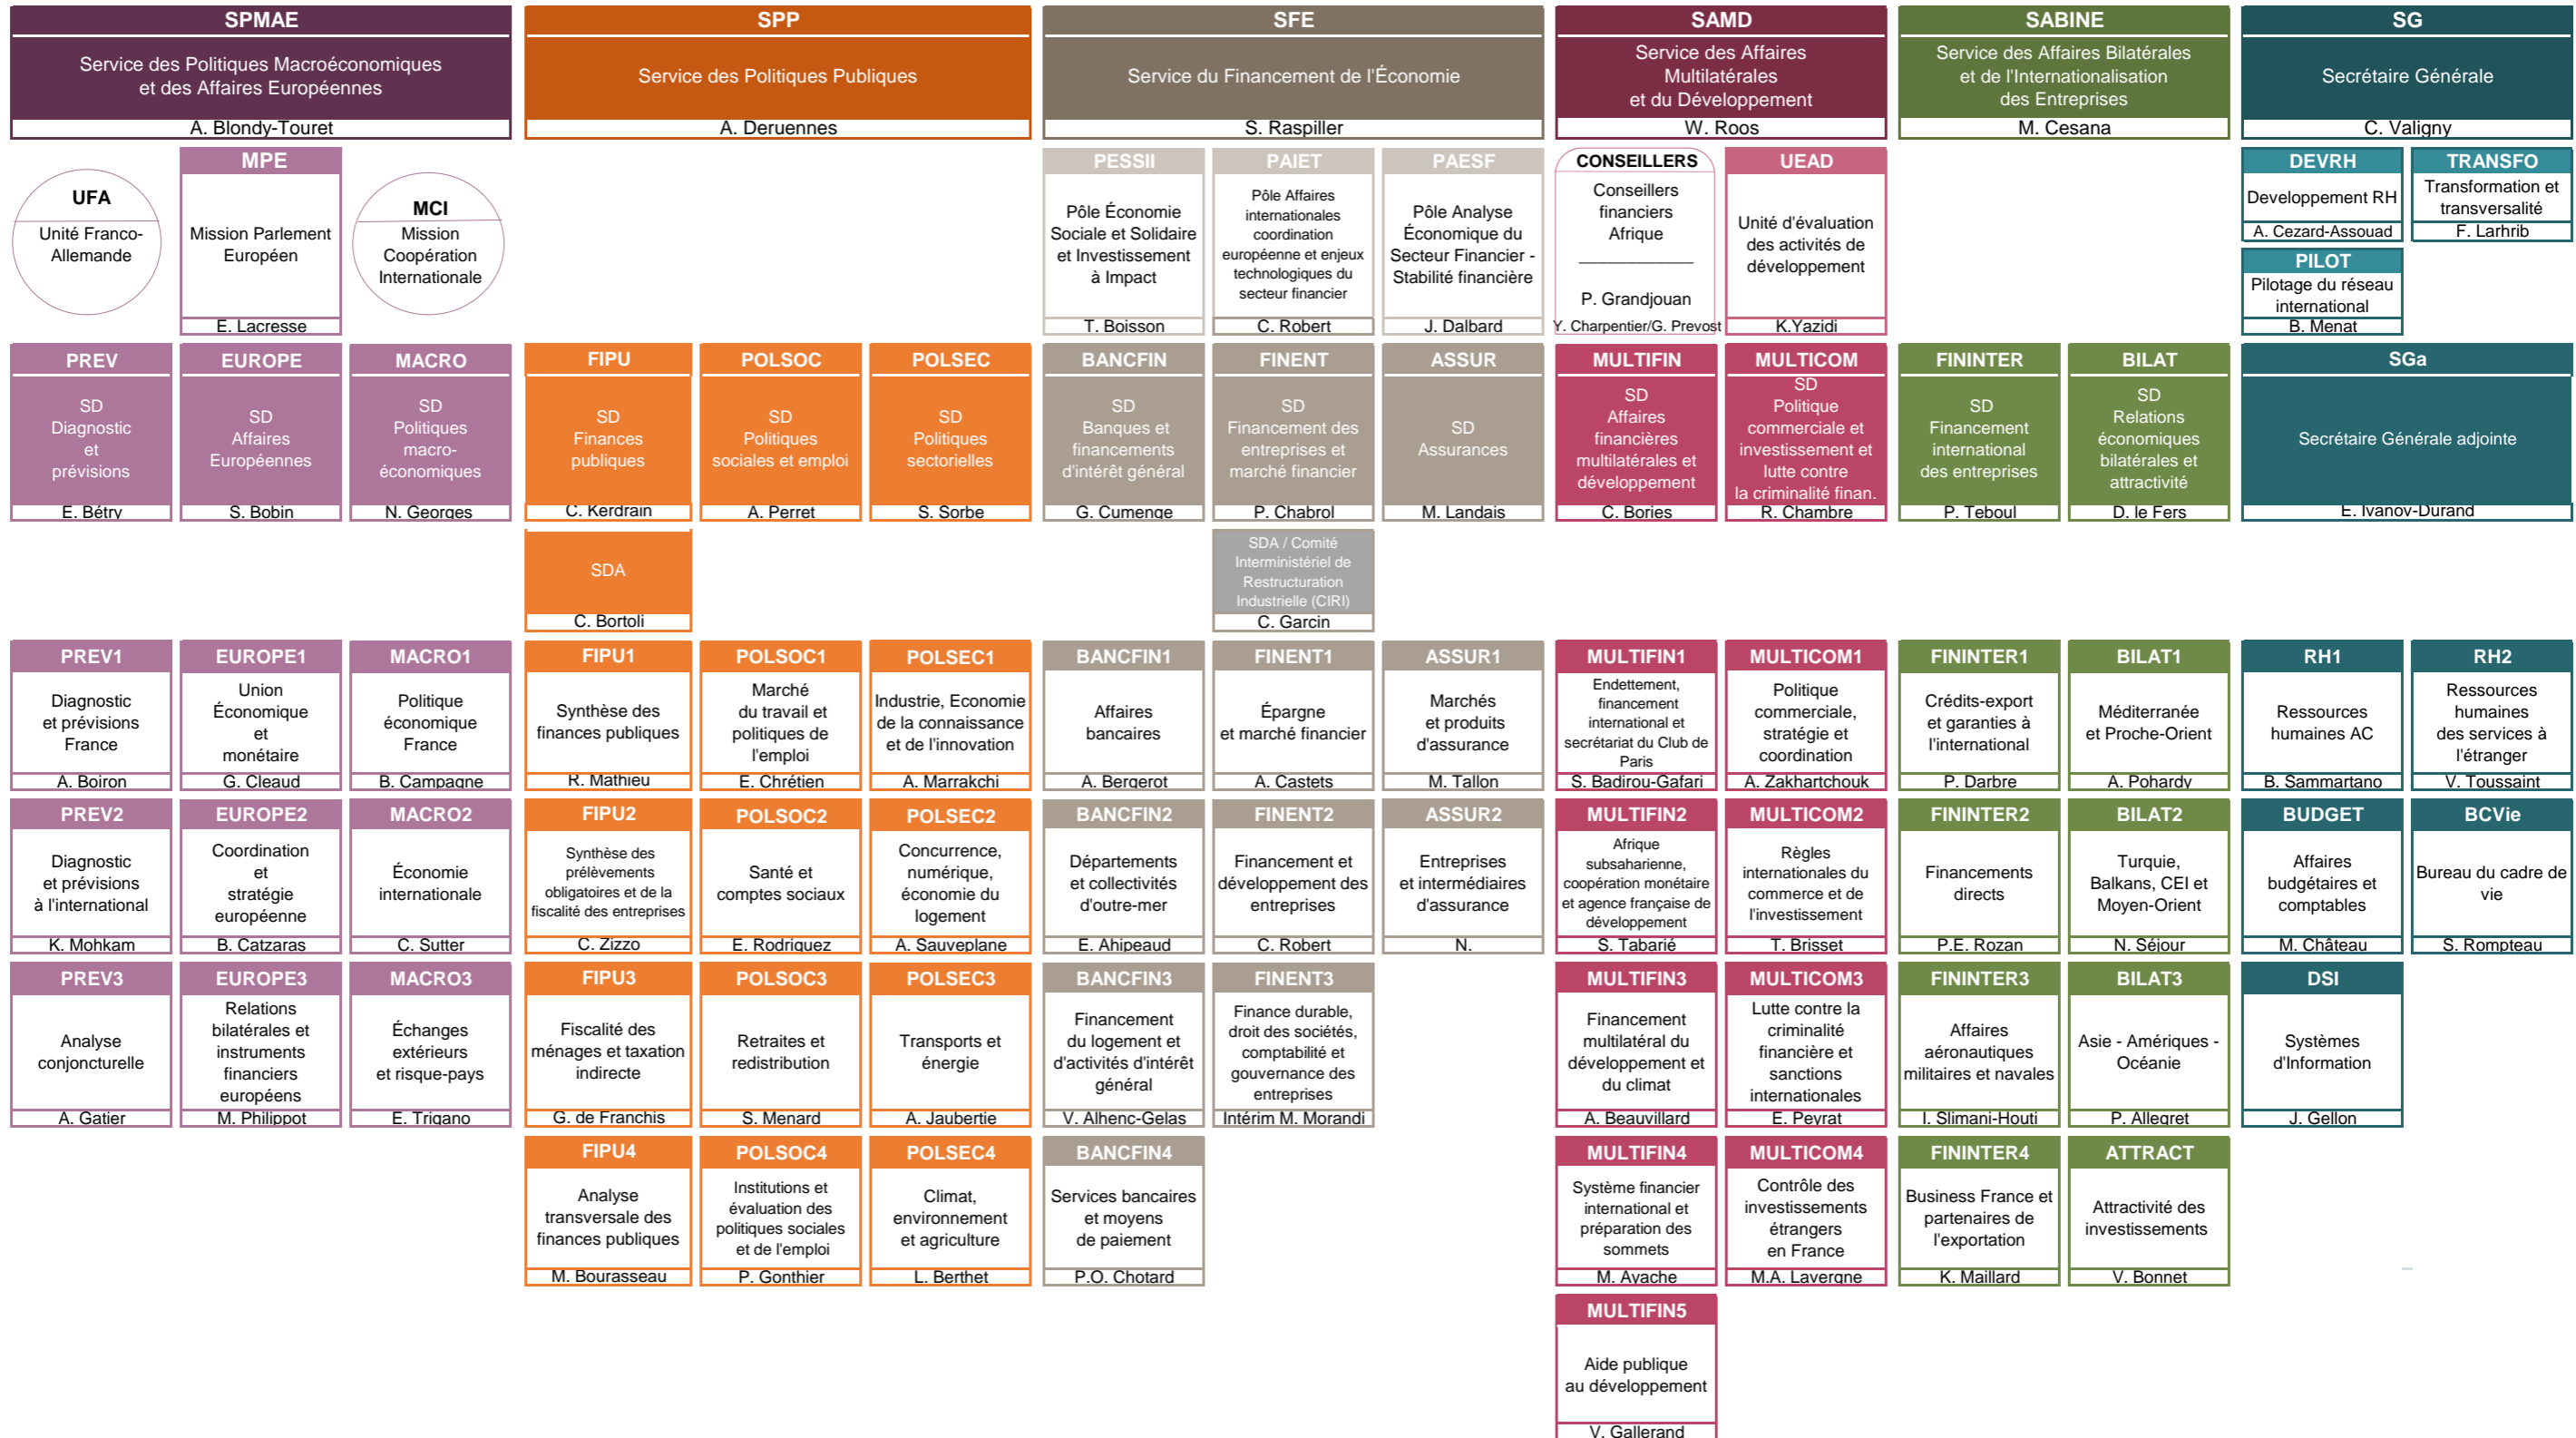 SPMAE
Service des Politiques Macroéconomiques
et des Affaires Européennes
A. Blondy-Touret
SPP
Service des Politiques Publiques
A. Deruennes
SFE
Service du Financement de l'Économie
S. Raspiller
SAMD
Service des Affaires
Multilatérales
et du Développement
W. Roos
SABINE
Service des Affaires Bilatérales
et de l'Internationalisation
des Entreprises
M. Cesana
SG
Secrétaire Générale
C. Valigny
UFA
Unité Franco-
Allemande
MPE
Mission Parlement
Européen
E. Lacresse
MCI
Mission
Coopération
Internationale
PESSII
Pôle Économie
Sociale et Solidaire
et Investissement
à Impact
T. Boisson
PAIET
Pôle Affaires
internationales
coordination
européenne et enjeux
technologiques du
secteur financier
C. Robert
PAESF
Pôle Analyse
Économique du
Secteur Financier -
Stabilité financière
J. Dalbard
CONSEILLERS
Conseillers
financiers
Afrique
____________
P. Grandjouan
Y. Charpentier/G. Prevost
UEAD
Unité d'évaluation
des activités de
développement
K.Yazidi
DEVRH
Developpement RH
A. Cezard-Assouad
TRANSFO
Transformation et
transversalité
F. Larhrib
PILOT
Pilotage du réseau
international
B. Menat
PREV
SD
Diagnostic
et
prévisions
E. Bétry
EUROPE
SD
Affaires
Européennes
S. Bobin
MACRO
SD
Politiques
macro-
économiques
N. Georges
FIPU
SD
Finances
publiques
C. Kerdrain
POLSOC
SD
Politiques
sociales et emploi
A. Perret
POLSEC
SD
Politiques
sectorielles
S. Sorbe
BANCFIN
SD
Banques et
financements
d'intérêt général
G. Cumenge
FINENT
SD
Financement des
entreprises et
marché financier
P. Chabrol
ASSUR
SD
Assurances
M. Landais
MULTIFIN
SD
Affaires
financières
multilatérales et
développement
C. Bories
MULTICOM
SD
Politique
commerciale et
investissement et
lutte contre
la criminalité finan.
R. Chambre
FININTER
SD
Financement
international
des entreprises
P. Teboul
BILAT
SD
Relations
économiques
bilatérales et
attractivité
D. le Fers
SGa
Secrétaire Générale adjointe
E. Ivanov-Durand
SDA
C. Bortoli
SDA / Comité
Interministériel de
Restructuration
Industrielle (CIRI)
C. Garcin
PREV1
Diagnostic
et prévisions
France
A. Boiron
EUROPE1
Union
Économique
et
monétaire
G. Cleaud
MACRO1
Politique
économique
France
B. Campagne
FIPU1
Synthèse des
finances publiques
R. Mathieu
POLSOC1
Marché
du travail et
politiques de
l'emploi
E. Chrétien
POLSEC1
Industrie, Economie
de la connaissance
et de l'innovation
A. Marrakchi
BANCFIN1
Affaires
bancaires
A. Bergerot
FINENT1
Épargne
et marché financier
A. Castets
ASSUR1
Marchés
et produits
d'assurance
M. Tallon
MULTIFIN1
Endettement,
financement
international et
secrétariat du Club de
Paris
S. Badirou-Gafari
MULTICOM1
Politique
commerciale,
stratégie et
coordination
A. Zakhartchouk
FININTER1
Crédits-export
et garanties à
l'international
P. Darbre
BILAT1
Méditerranée
et Proche-Orient
A. Pohardy
RH1
Ressources
humaines AC
B. Sammartano
RH2
Ressources
humaines
des services à
l'étranger
V. Toussaint
PREV2
Diagnostic
et prévisions
à l'international
K. Mohkam
EUROPE2
Coordination
et
stratégie
européenne
B. Catzaras
MACRO2
Économie
internationale
C. Sutter
FIPU2
Synthèse des
prélèvements
obligatoires et de la
fiscalité des entreprises
C. Zizzo
POLSOC2
Santé et
comptes sociaux
E. Rodriguez
POLSEC2
Concurrence,
numérique,
économie du
logement
A. Sauveplane
BANCFIN2
Départements
et collectivités
d'outre-mer
E. Ahipeaud
FINENT2
Financement et
développement des
entreprises
C. Robert
ASSUR2
Entreprises
et intermédiaires
d'assurance
N.
MULTIFIN2
Afrique
subsaharienne,
coopération monétaire
et agence française de
développement
S. Tabarié
MULTICOM2
Règles
internationales du
commerce et de
l'investissement
T. Brisset
FININTER2
Financements
directs
P.E. Rozan
BILAT2
Turquie,
Balkans, CEI et
Moyen-Orient
N. Séjour
BUDGET
Affaires
budgétaires et
comptables
M. Château
BCVie
Bureau du cadre de
vie
S. Rompteau
PREV3
Analyse
conjoncturelle
A. Gatier
EUROPE3
Relations
bilatérales et
instruments
financiers
européens
M. Philippot
MACRO3
Échanges
extérieurs
et risque-pays
E. Trigano
FIPU3
Fiscalité des
ménages et taxation
indirecte
G. de Franchis
POLSOC3
Retraites et
redistribution
S. Menard
POLSEC3
Transports et
énergie
A. Jaubertie
BANCFIN3
Financement
du logement et
d'activités d'intérêt
général
V. Alhenc-Gelas
FINENT3
Finance durable,
droit des sociétés,
comptabilité et
gouvernance des
entreprises
Intérim M. Morandi
MULTIFIN3
Financement
multilatéral du
développement et
du climat
A. Beauvillard
MULTICOM3
Lutte contre la
criminalité
financière et
sanctions
internationales
E. Peyrat
FININTER3
Affaires
aéronautiques
militaires et navales
I. Slimani-Houti
BILAT3
Asie - Amériques -
Océanie
P. Allegret
DSI
Systèmes
d'Information
J. Gellon
FIPU4
Analyse
transversale des
finances publiques
M. Bourasseau
POLSOC4
Institutions et
évaluation des
politiques sociales
et de l'emploi
P. Gonthier
POLSEC4
Climat,
environnement
et agriculture
L. Berthet
BANCFIN4
Services bancaires
et moyens
de paiement
P.O. Chotard
MULTIFIN4
Système financier
international et
préparation des
sommets
M. Ayache
MULTICOM4
Contrôle des
investissements
étrangers
en France
M.A. Lavergne
FININTER4
Business France et
partenaires de
l'exportation
K. Maillard
ATTRACT
Attractivité des
investissements
V. Bonnet
MULTIFIN5
Aide publique
au développement
V. Gallerand